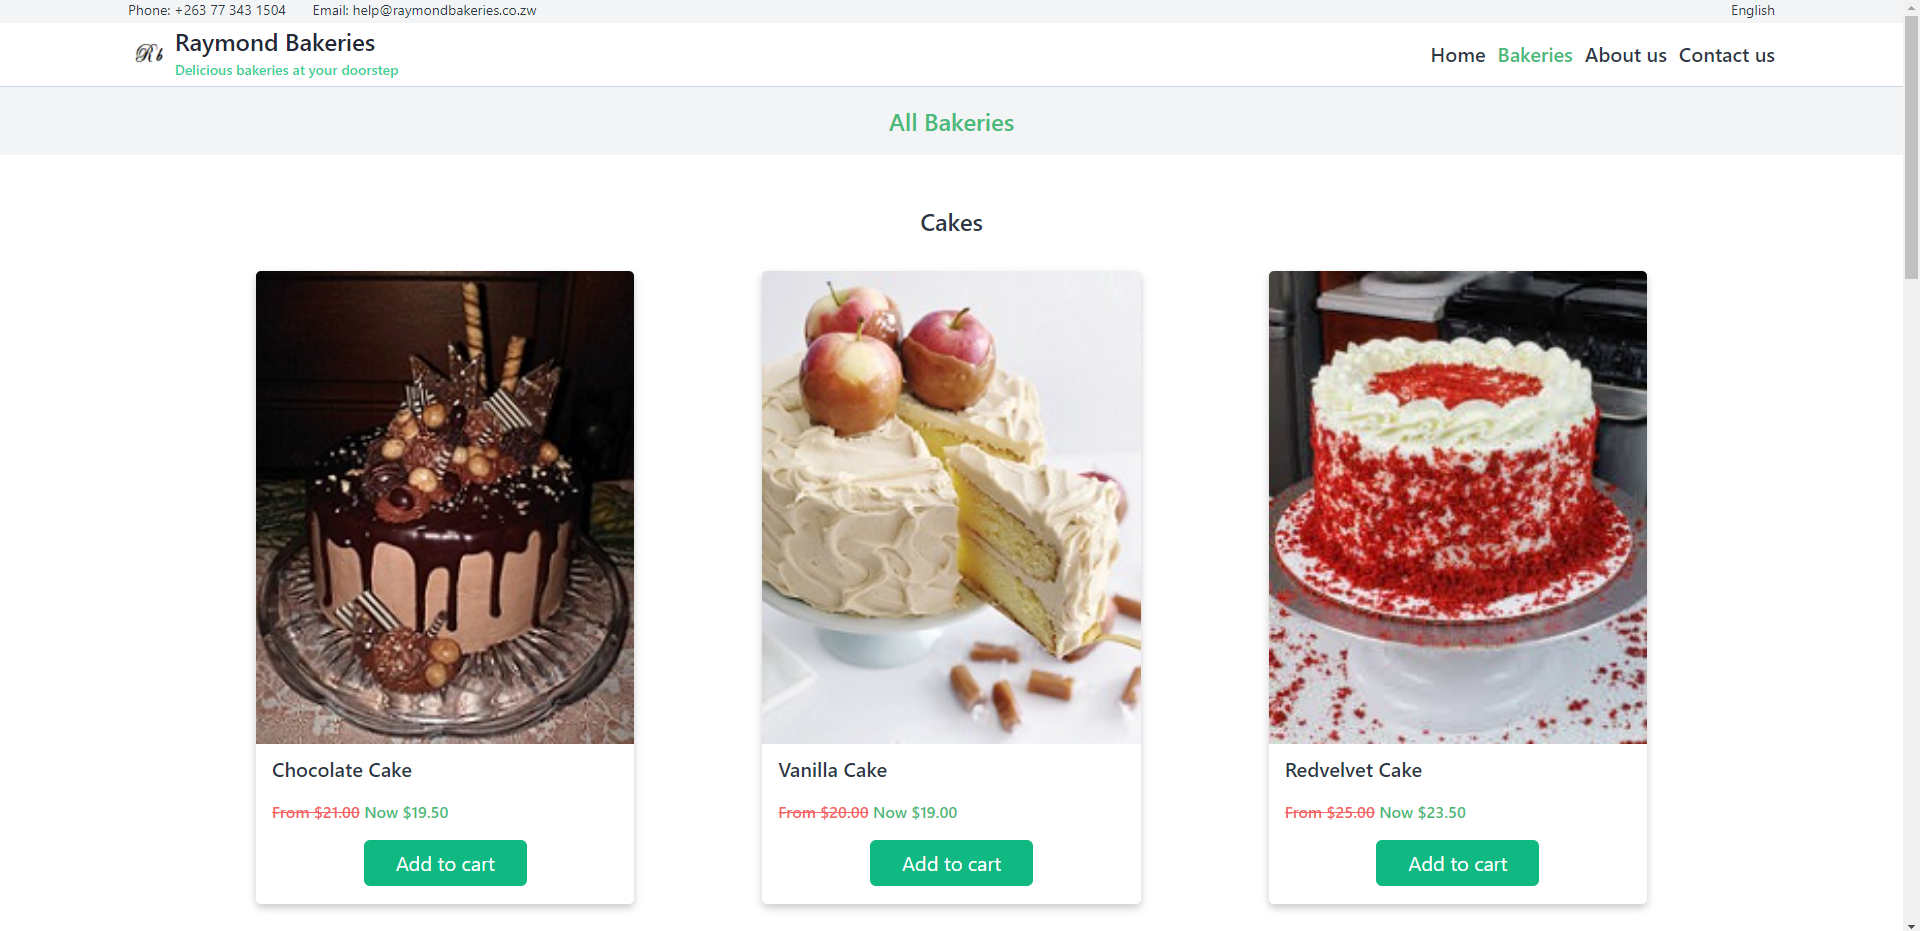 Phone: +263 77 343 1504 Email: help@raymondbakeries.co.zw English
Rb Raymond Bakeries
Delicious bakeries at your doorstep
Home Bakeries About us Contact us
All Bakeries
Cakes
Chocolate Cake
From $21.00 Now $19.50
Add to cart
Vanilla Cake
From $20.00 Now $19.00
Add to cart
Redvelvet Cake
From $25.00 Now $23.50
Add to cart